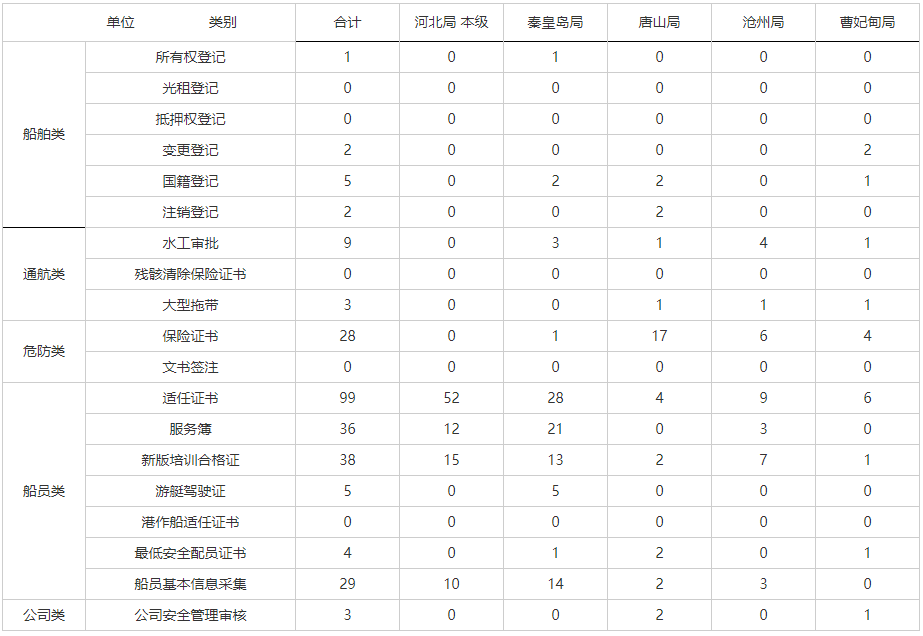 单位 类别 合计 河北局 本级 秦皇岛局 唐山局 沧州局 曹妃甸局
船舶类
所有权登记 1 0 1 0 0 0
光租登记 0 0 0 0 0 0
抵押权登记 0 0 0 0 0 0
变更登记 2 0 0 0 0 2
国籍登记 5 0 2 2 0 1
注销登记 2 0 0 2 0 0
通航类
水工审批 9 0 3 1 4 1
残骸清除保险证书 0 0 0 0 0 0
大型拖带 3 0 0 1 1 1
危防类
保险证书 28 0 1 17 6 4
文书签注 0 0 0 0 0 0
船员类
适任证书 99 52 28 4 9 6
服务簿 36 12 21 0 3 0
新版培训合格证 38 15 13 2 7 1
游艇驾驶证 5 0 5 0 0 0
港作船适任证书 0 0 0 0 0 0
最低安全配员证书 4 0 1 2 0 1
船员基本信息采集 29 10 14 2 3 0
公司类 公司安全管理审核 3 0 0 2 0 1